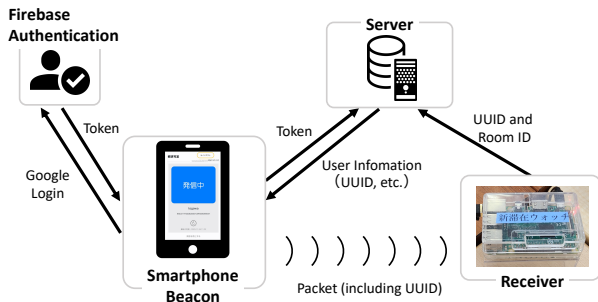 Firebase
Authentication
Server
Token
Token
UUID and
Room ID
Google
Login
User Infomation
(UUID, etc.)
発信中
新滞在ウォッチ
Smartphone
Beacon
Packet (including UUID)
Receiver